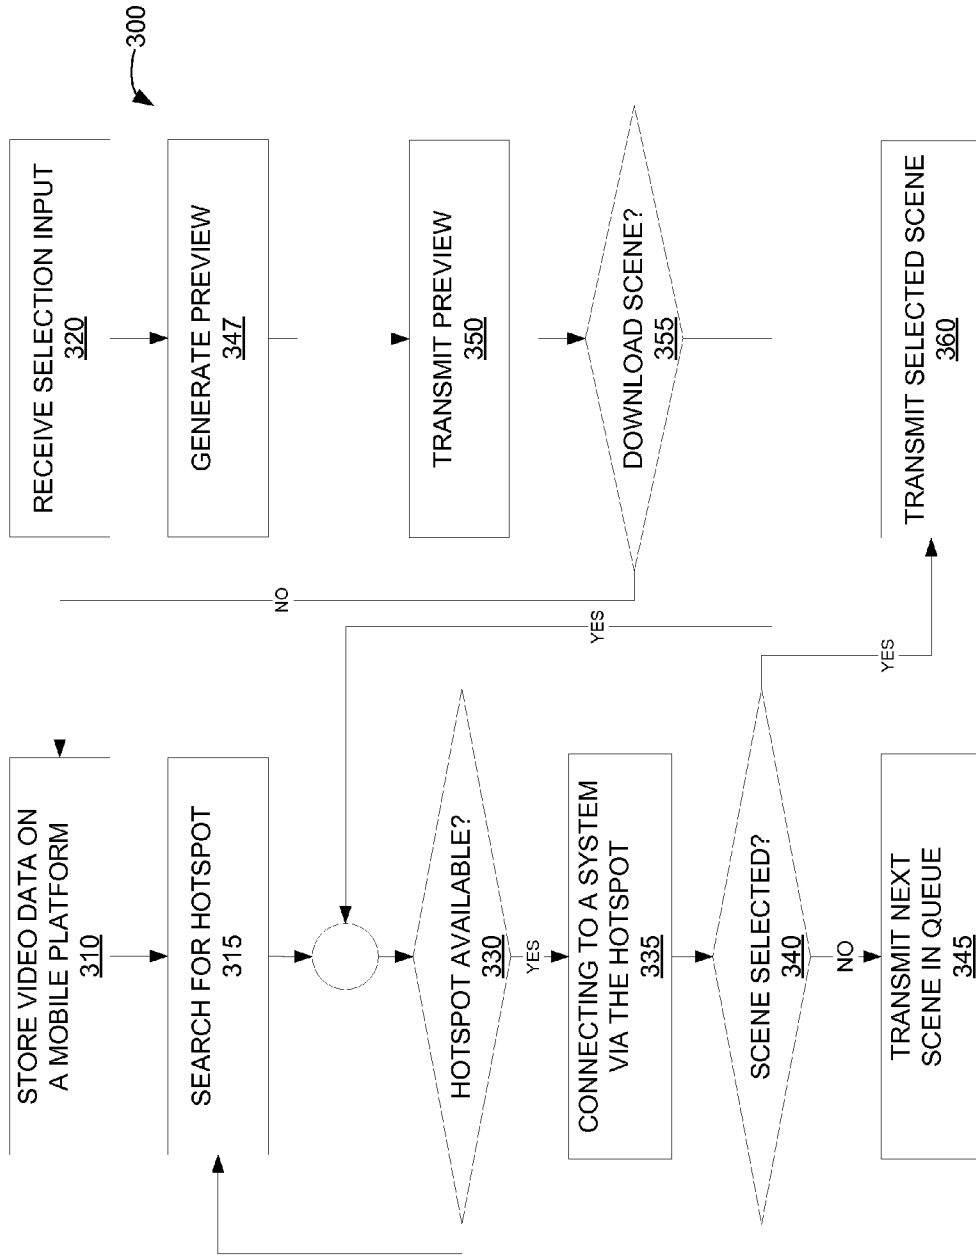 300
STORE VIDEO DATA ON
A MOBILE PLATFORM
310
SEARCH FOR HOTSPOT
315
HOTSPOT AVAILABLE?
330
YES
CONNECTING TO A SYSTEM
VIA THE HOTSPOT
335
SCENE SELECTED?
340
NO
TRANSMIT NEXT
SCENE IN QUEUE
345
RECEIVE SELECTION INPUT
320
GENERATE PREVIEW
347
NO
TRANSMIT PREVIEW
350
DOWNLOAD SCENE?
355
YES
YES
TRANSMIT SELECTED SCENE
360